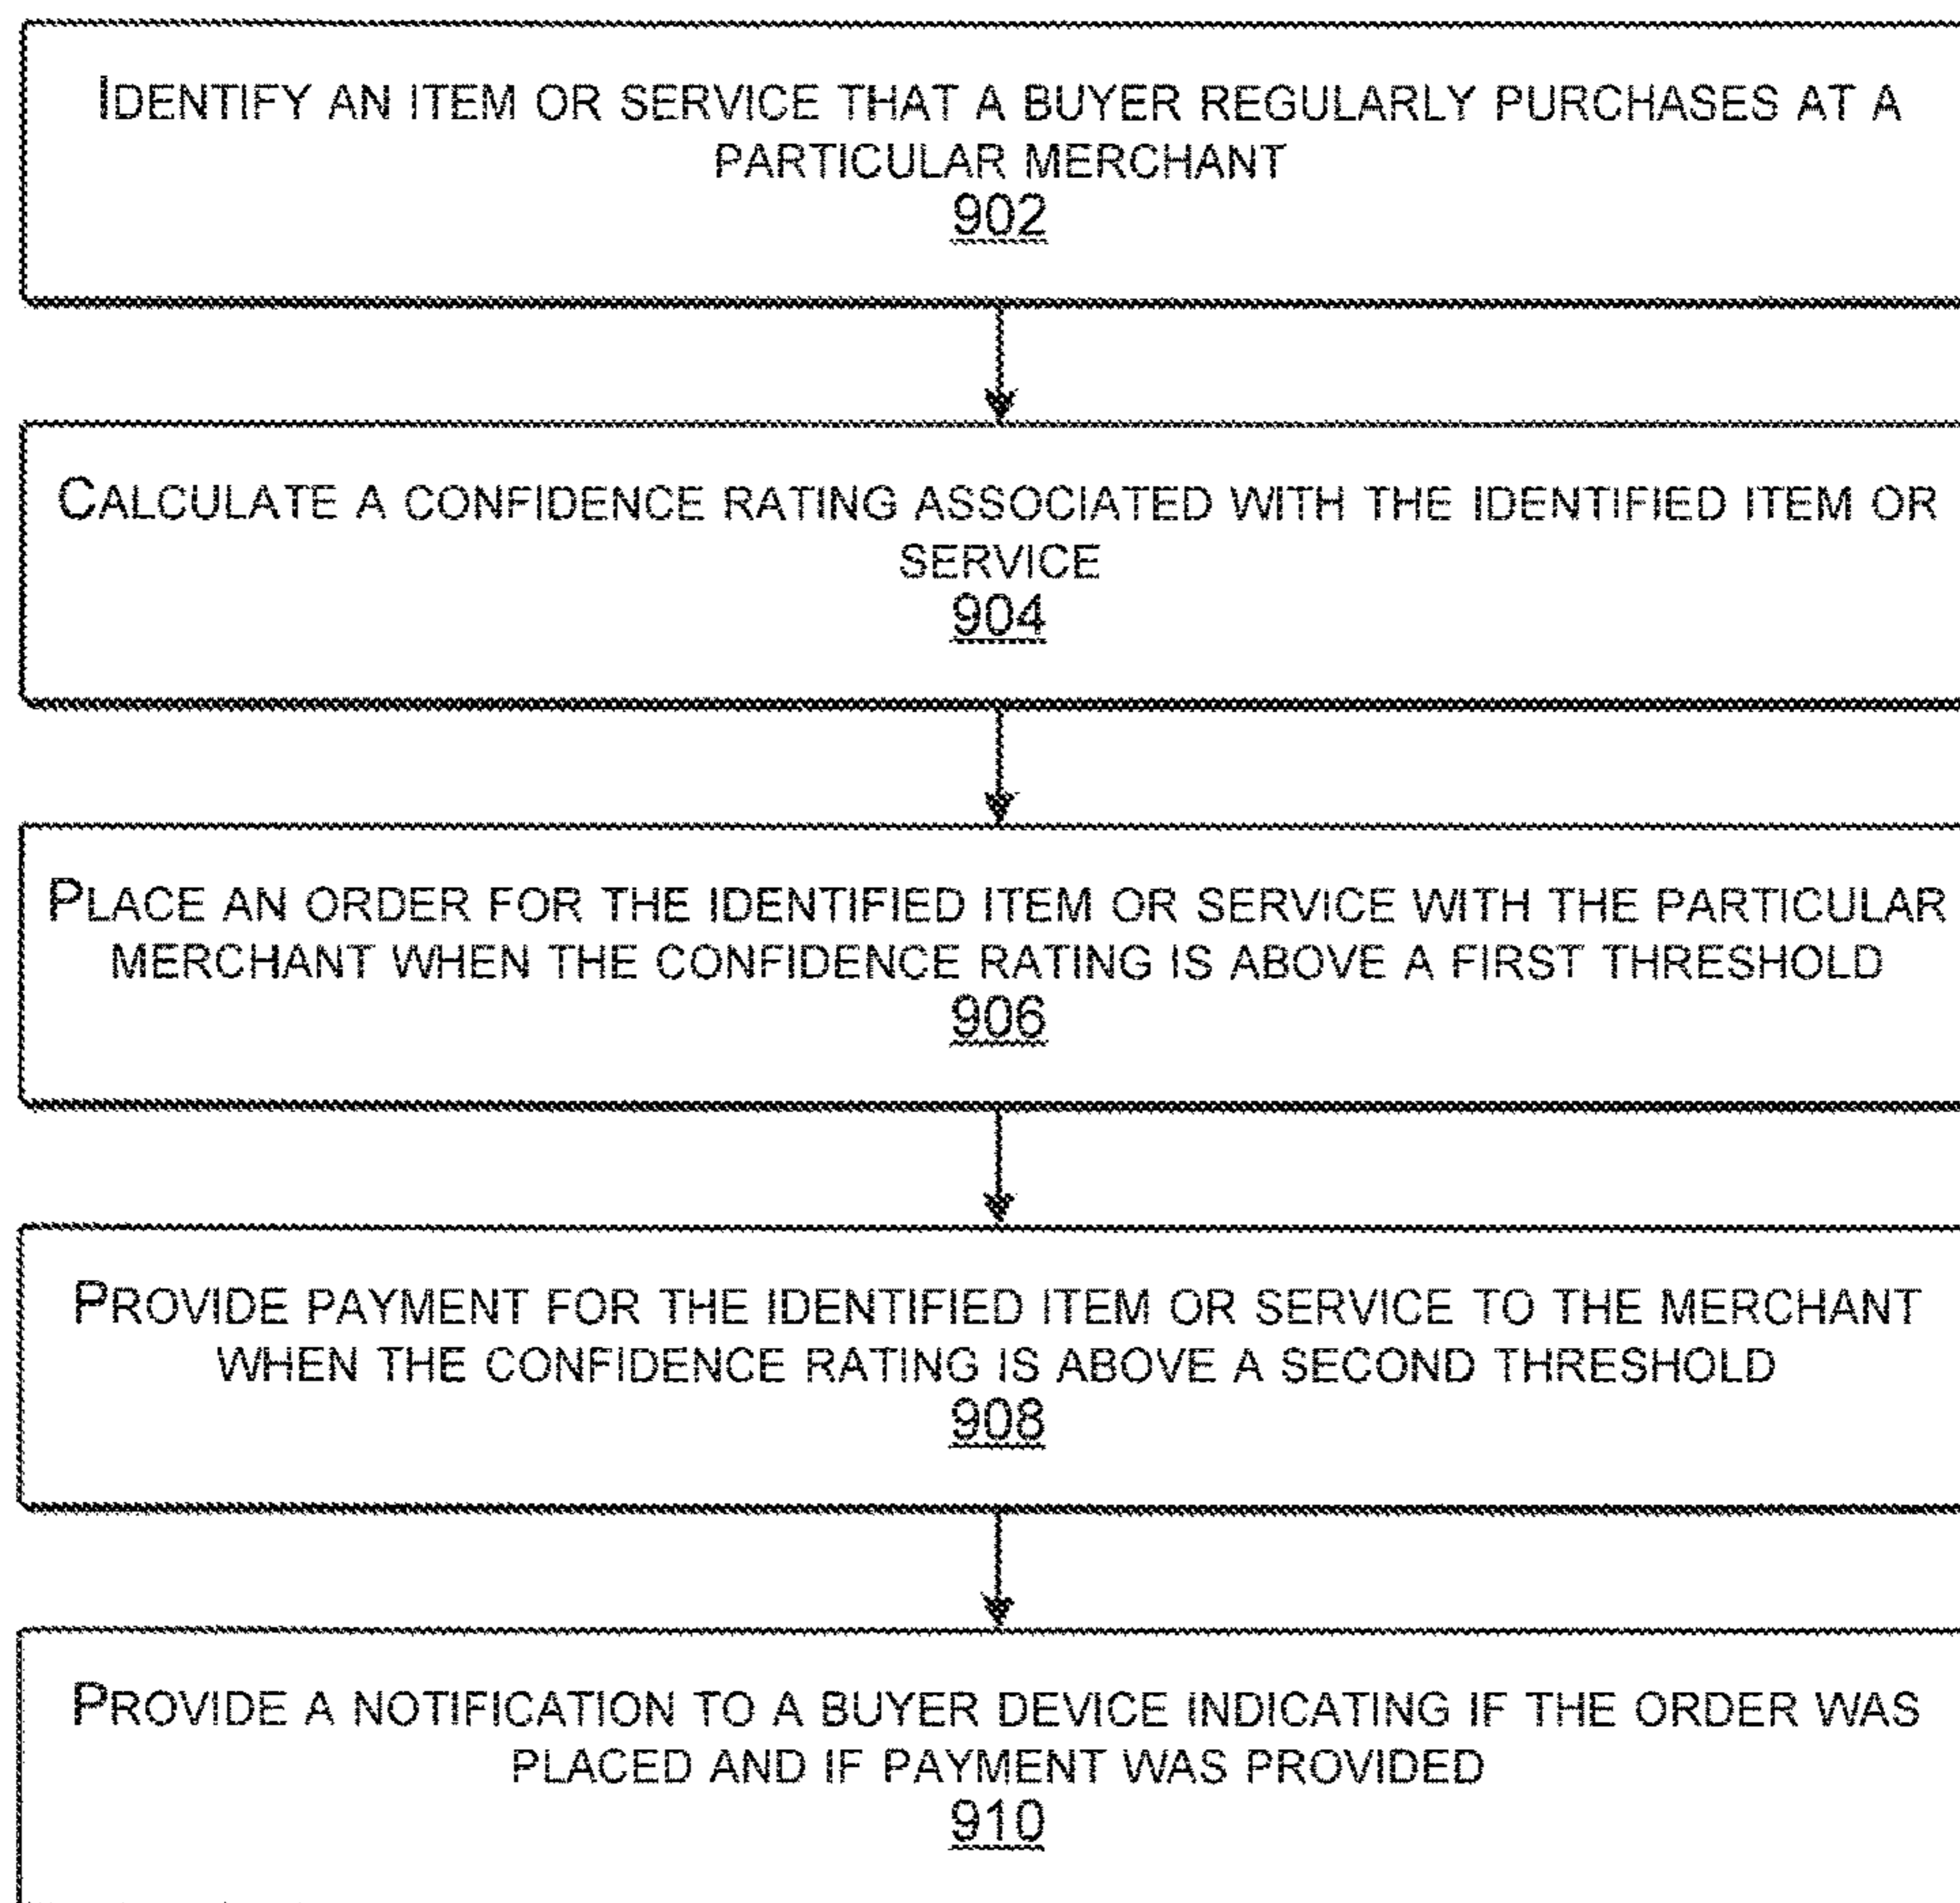 IDENTIFY AN ITEM OR SERVICE THAT A BUYER REGULARLY PURCHASES AT A
PARTICULAR MERCHANT
902
CALCULATE A CONFIDENCE RATING ASSOCIATED WITH THE IDENTIFIED ITEM OR
SERVICE
904
PLACE AN ORDER FOR THE IDENTIFIED ITEM OR SERVICE WITH THE PARTICULAR
MERCHANT WHEN THE CONFIDENCE RATING IS ABOVE A FIRST THRESHOLD
906
PROVIDE PAYMENT FOR THE IDENTIFIED ITEM OR SERVICE TO THE MERCHANT
WHEN THE CONFIDENCE RATING IS ABOVE A SECOND THRESHOLD
908
PROVIDE A NOTIFICATION TO A BUYER DEVICE INDICATING IF THE ORDER WAS
PLACED AND IF PAYMENT WAS PROVIDED
910